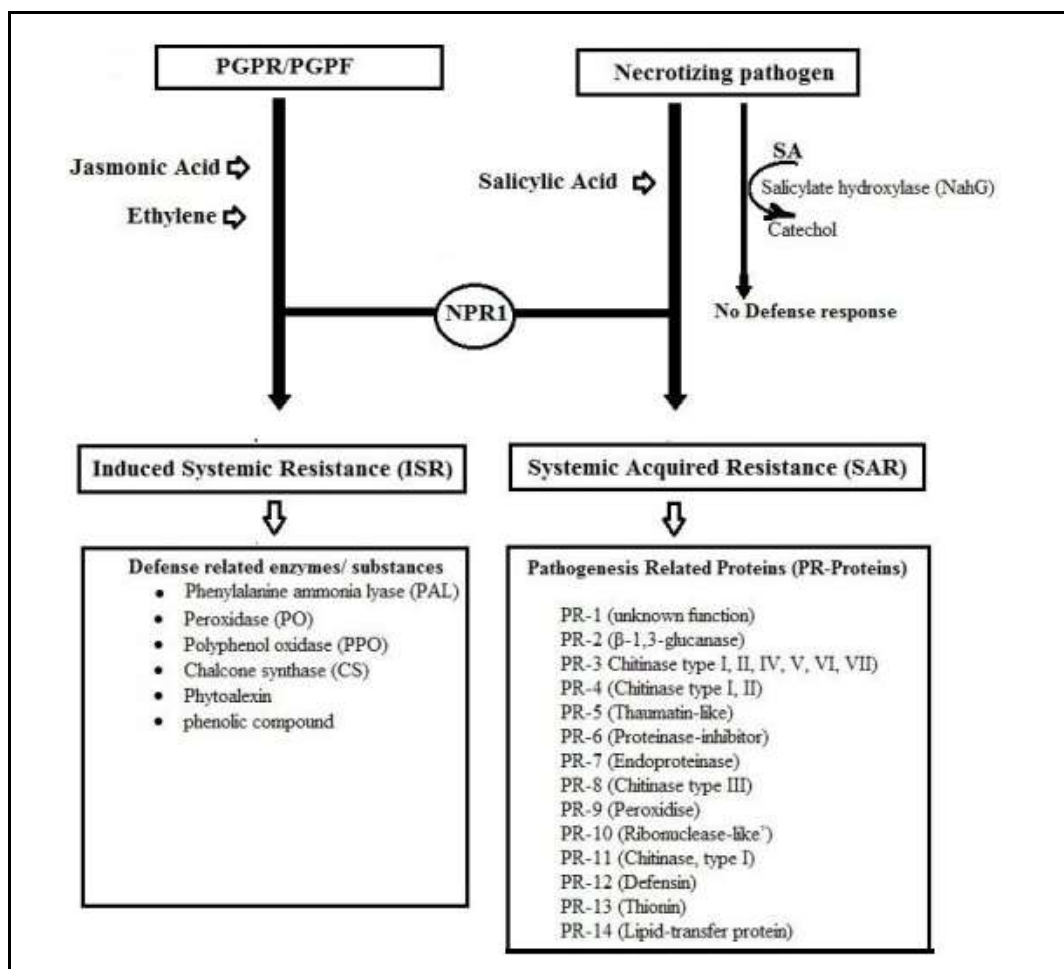 PGPR/PGPF
Necrotizing pathogen
Jasmonic Acid
Ethylene
Salicylic Acid
SA
Salicylate hydroxylase (NahG)
Catechol
No Defense response
NPR1
Induced Systemic Resistance (ISR)
Systemic Acquired Resistance (SAR)
Defense related enzymes/ substances
• Phenylalanine ammonia lyase (PAL)
• Peroxidase (PO)
• Polyphenol oxidase (PPO)
• Chalcone synthase (CS)
• Phytoalexin
• phenolic compound
Pathogenesis Related Proteins (PR-Proteins)
PR-1 (unknown function)
PR-2 (β-1,3-glucanase)
PR-3 Chitinase type I, II, IV, V, VI, VII)
PR-4 (Chitinase type I, II)
PR-5 (Thaumatin-like)
PR-6 (Proteinase-inhibitor)
PR-7 (Endoproteinase)
PR-8 (Chitinase type III)
PR-9 (Peroxidise)
PR-10 (Ribonuclease-like`)
PR-11 (Chitinase, type I)
PR-12 (Defensin)
PR-13 (Thionin)
PR-14 (Lipid-transfer protein)